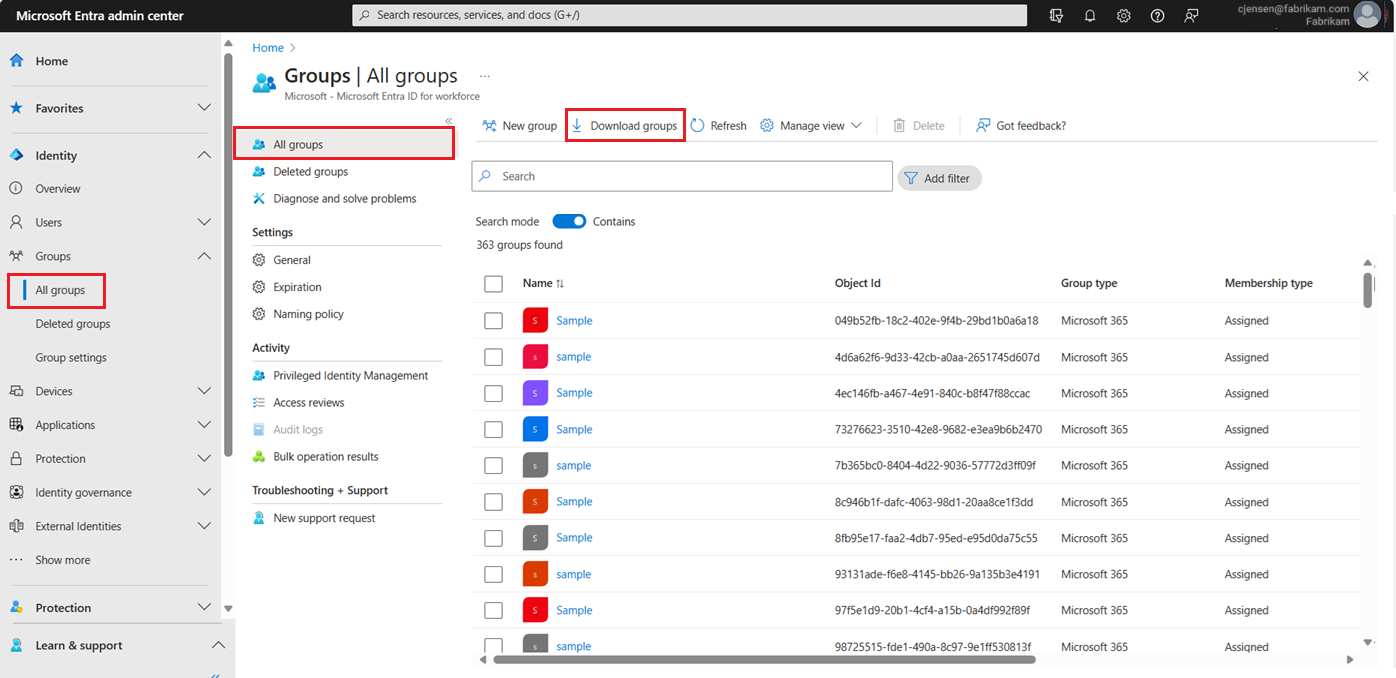 Microsoft Entra admin center
Search resources, services, and docs (G+/)
cjensen@fabrikam.com
Fabrikam
Home
Favorites
Identity
Overview
Users
Groups
All groups
Deleted groups
Group settings
Devices
Applications
Protection
Identity governance
External Identities
Show more
Protection
Learn & support
Home
Groups | All groups
Microsoft - Microsoft Entra ID for workforce
All groups
Deleted groups
Diagnose and solve problems
Settings
General
Expiration
Naming policy
Activity
Privileged Identity Management
Access reviews
Audit logs
Bulk operation results
Troubleshooting + Support
New support request
New group Download groups Refresh Manage view Delete Got feedback?
Search Add filter
Search mode Contains
363 groups found
Name Object Id Group type Membership type
S Sample 049b52fb-18c2-402e-9f4b-29bd1b0a6a18 Microsoft 365 Assigned
s sample 4d6a62f6-9d33-42cb-a0aa-2651745d607d Microsoft 365 Assigned
S Sample 4ec146fb-a467-4e91-840c-b8f47f88ccac Microsoft 365 Assigned
S Sample 73276623-3510-42e8-9682-e3ea9b6b2470 Microsoft 365 Assigned
s sample 7b365bc0-8404-4d22-9036-57772d3ff09f Microsoft 365 Assigned
S Sample 8c946b1f-dafc-4063-98d1-20aa8ce1f3dd Microsoft 365 Assigned
S Sample 8fb95e17-faa2-4db7-95ed-e95d0da75c55 Microsoft 365 Assigned
s sample 93131ade-f6e8-4145-bb26-9a135b3e4191 Microsoft 365 Assigned
S Sample 97f5e1d9-20b1-4cf4-a15b-0a4df992f89f Microsoft 365 Assigned
s sample 98725515-fde1-490a-8c97-9e1ff530813f Microsoft 365 Assigned